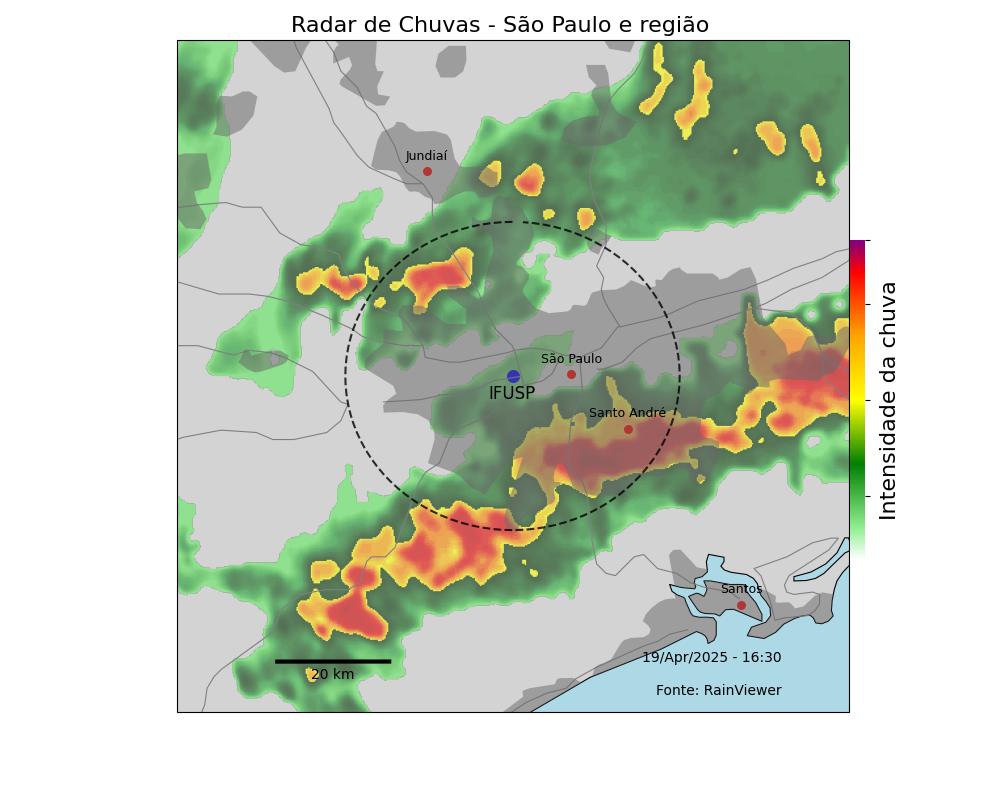 Radar de Chuvas - São Paulo e região
Jundiaí
São Paulo
IFUSP
Santo André
Intensidade da chuva
Santos
19/Apr/2025 - 16:30
20 km
Fonte: RainViewer